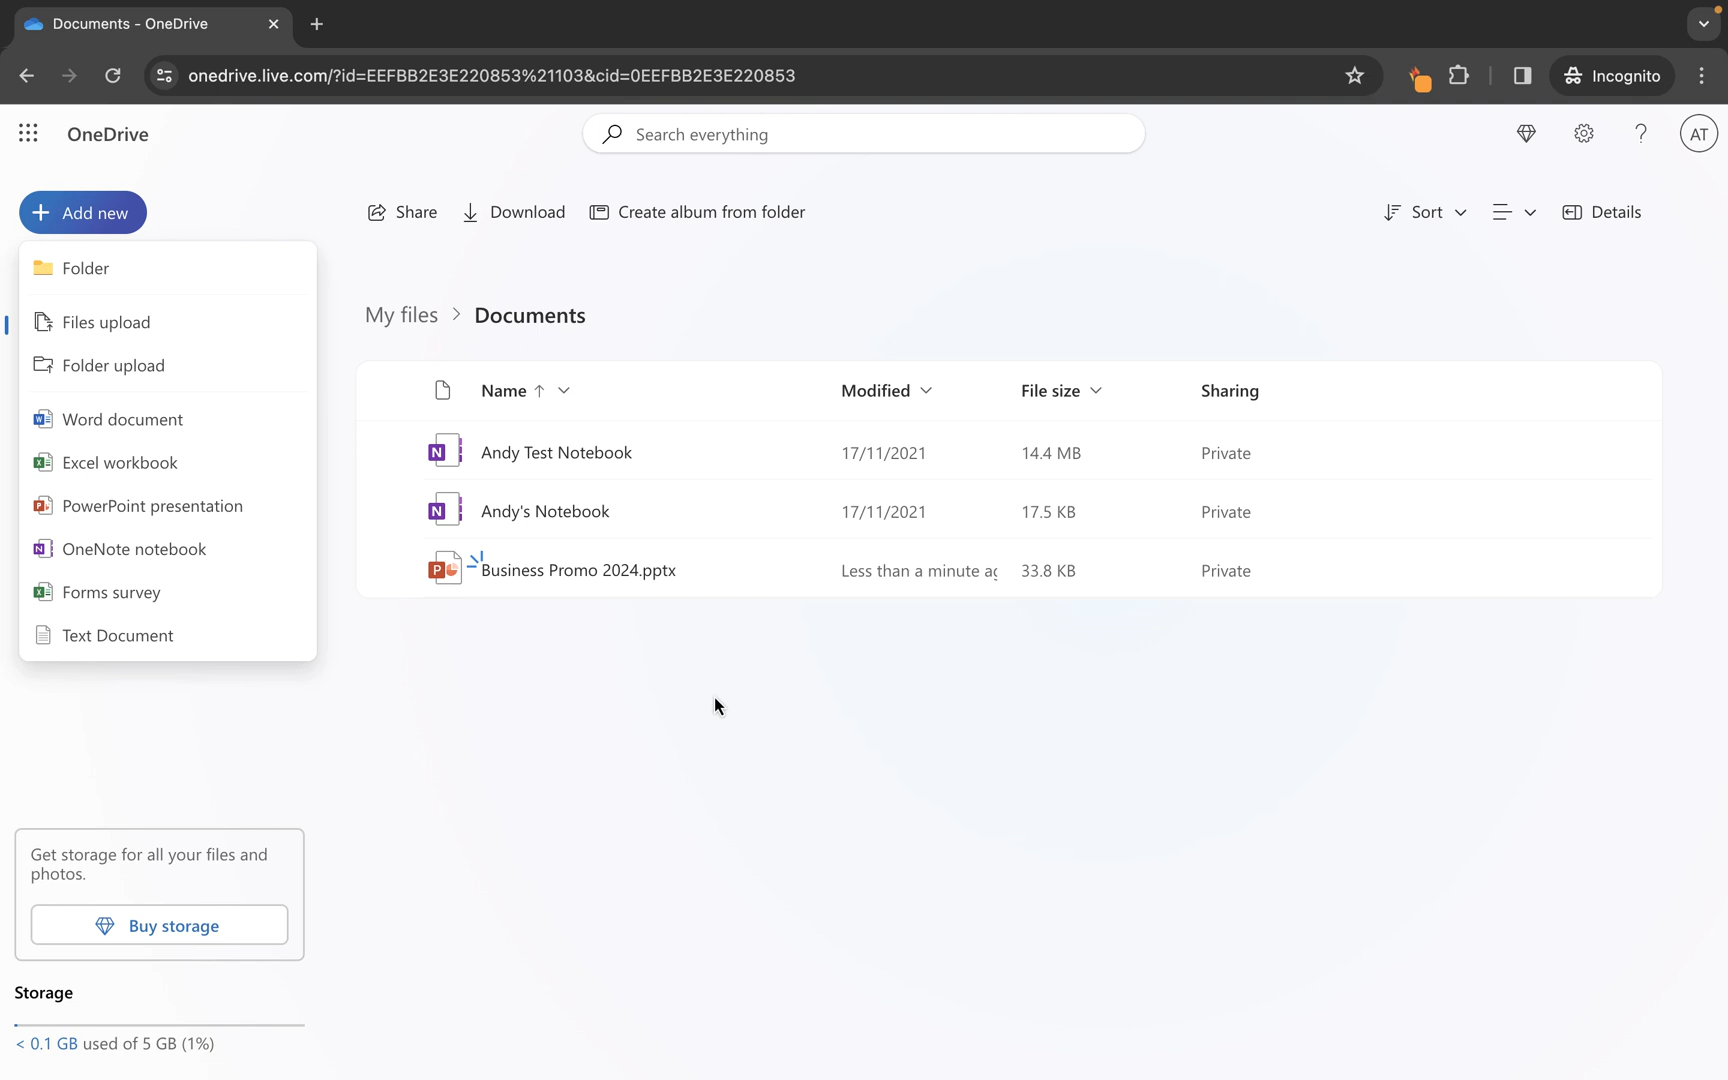 Documents - OneDrive
onedrive.live.com/?id=EEFBB2E3E220853%21103&cid=0EEFBB2E3E220853
Incognito
OneDrive
Search everything
AT
Add new
Share
Download
Create album from folder
Sort
Details
Folder
Files upload
Folder upload
Word document
Excel workbook
PowerPoint presentation
OneNote notebook
Forms survey
Text Document
My files > Documents
Name Modified File size Sharing
Andy Test Notebook 17/11/2021 14.4 MB Private
Andy's Notebook 17/11/2021 17.5 KB Private
Business Promo 2024.pptx Less than a minute ag 33.8 KB Private
Get storage for all your files and
photos.
Buy storage
Storage
< 0.1 GB used of 5 GB (1%)